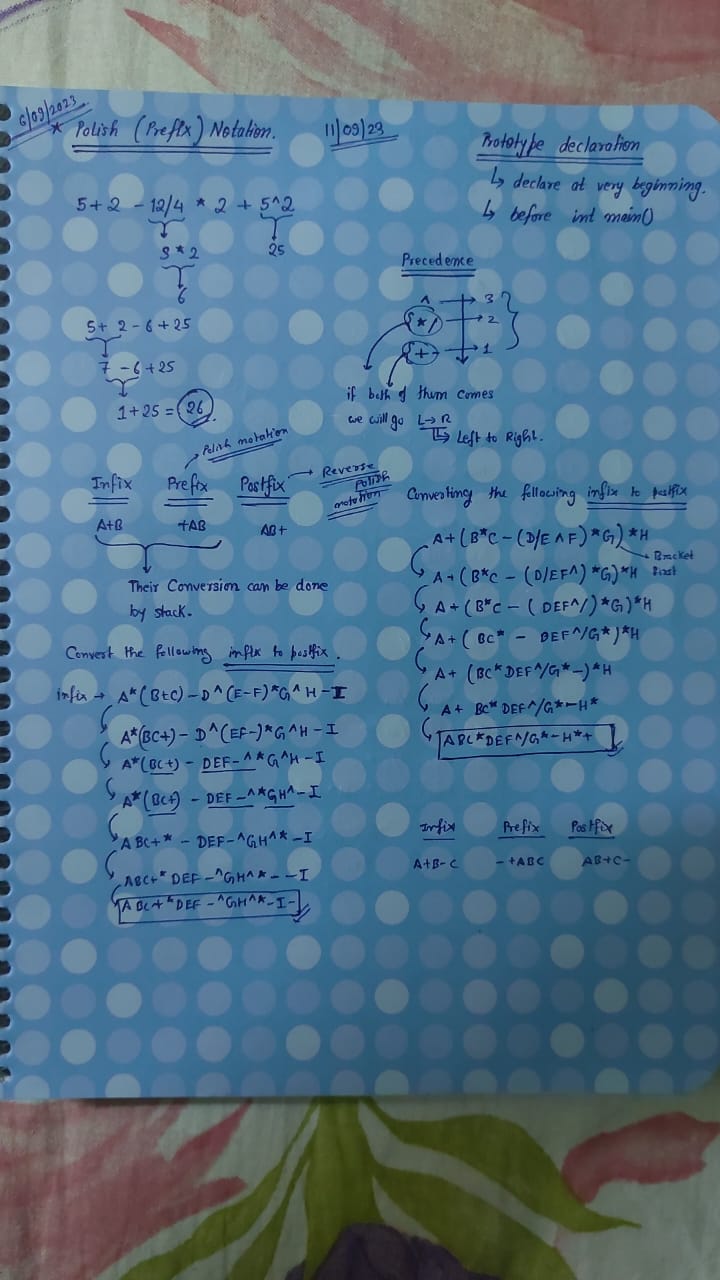 6/09/2023
* Polish (Prefix) Notation.
11/09/23
5+2 - 12/4 * 2 + 5^2
3*2
25
6
5+ 2 - 6 + 25
7 - 6 + 25
1+25 = 26
Prototype declaration
↳ declare at very beginning.
↳ before int main()
Precedence
^ → 3
* / → 2
+ - → 1
if both of them comes
we will go L→R
↳ Left to Right.
Polish notation
Reverse
Polish
notation
Infix Prefix Postfix
A+B +AB AB+
Their Conversion can be done
by stack.
Convert the following infix to postfix.
infix → A*(B+C) - D^(E-F)*G^H - I
A*(BC+) - D^(EF-)*G^H - I
A*(BC+) - DEF-^*G^H - I
A*(BC+) - DEF-^*GH^ - I
ABC+* - DEF-^GH^* - I
ABC+*DEF-^GH^*- - I
ABC+*DEF-^GH^*-I-
Converting the following infix to postfix
A+(B*C-(D/E^F)*G)*H
Bracket
first
A+(B*C-(D/EF^)*G)*H
A+(B*C-(DEF^/)*G)*H
A+(BC* - DEF^/G*)*H
A+ (BC*DEF^/G*-)*H
A+ BC*DEF^/G*-H*
ABC*DEF^/G*-H*+
Infix Prefix Postfix
A+B-C -+ABC AB+C-